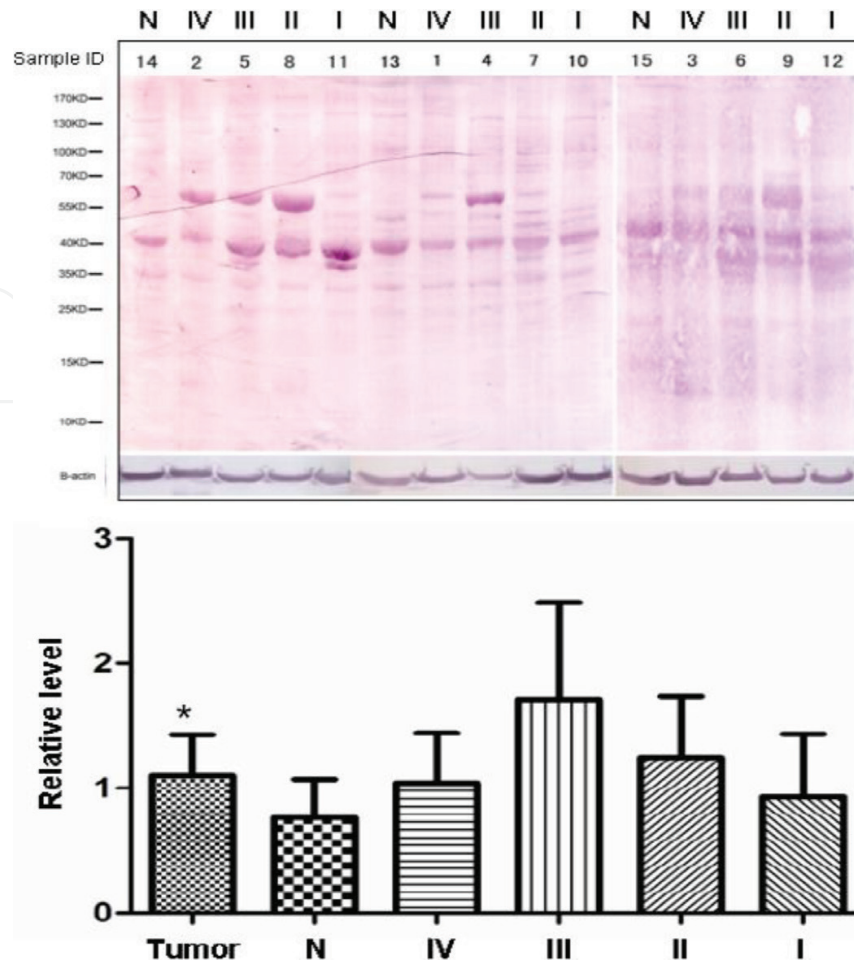 N IV III II I N IV III II I N IV III II I
Sample ID 14 2 5 8 11 13 1 4 7 10 15 3 6 9 12
170KD
130KD
100KD
70KD
55KD
40KD
35KD
25KD
15KD
10KD
B-actin
3
2
1
0
Relative level
*
Tumor N IV III II I